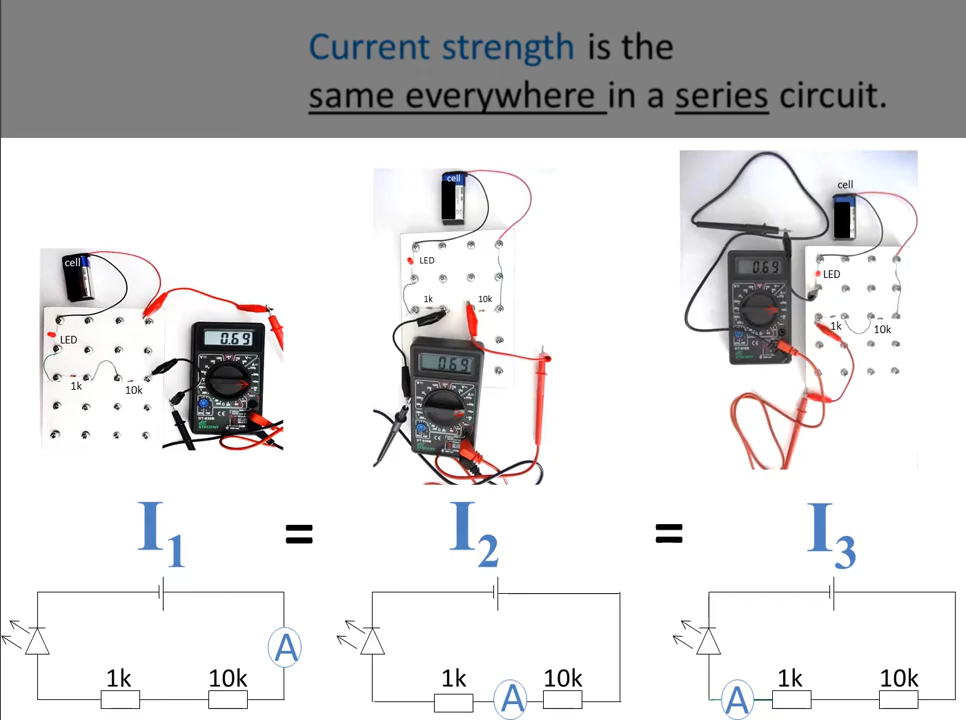 Current strength is the
same everywhere in a series circuit.
cell
LED
1k
10k
0.69
cell
LED
1k
10k
0.69
cell
LED
1k
10k
0.69
I1 = I2 = I3
A
1k
10k
1k
A
10k
A
1k
10k